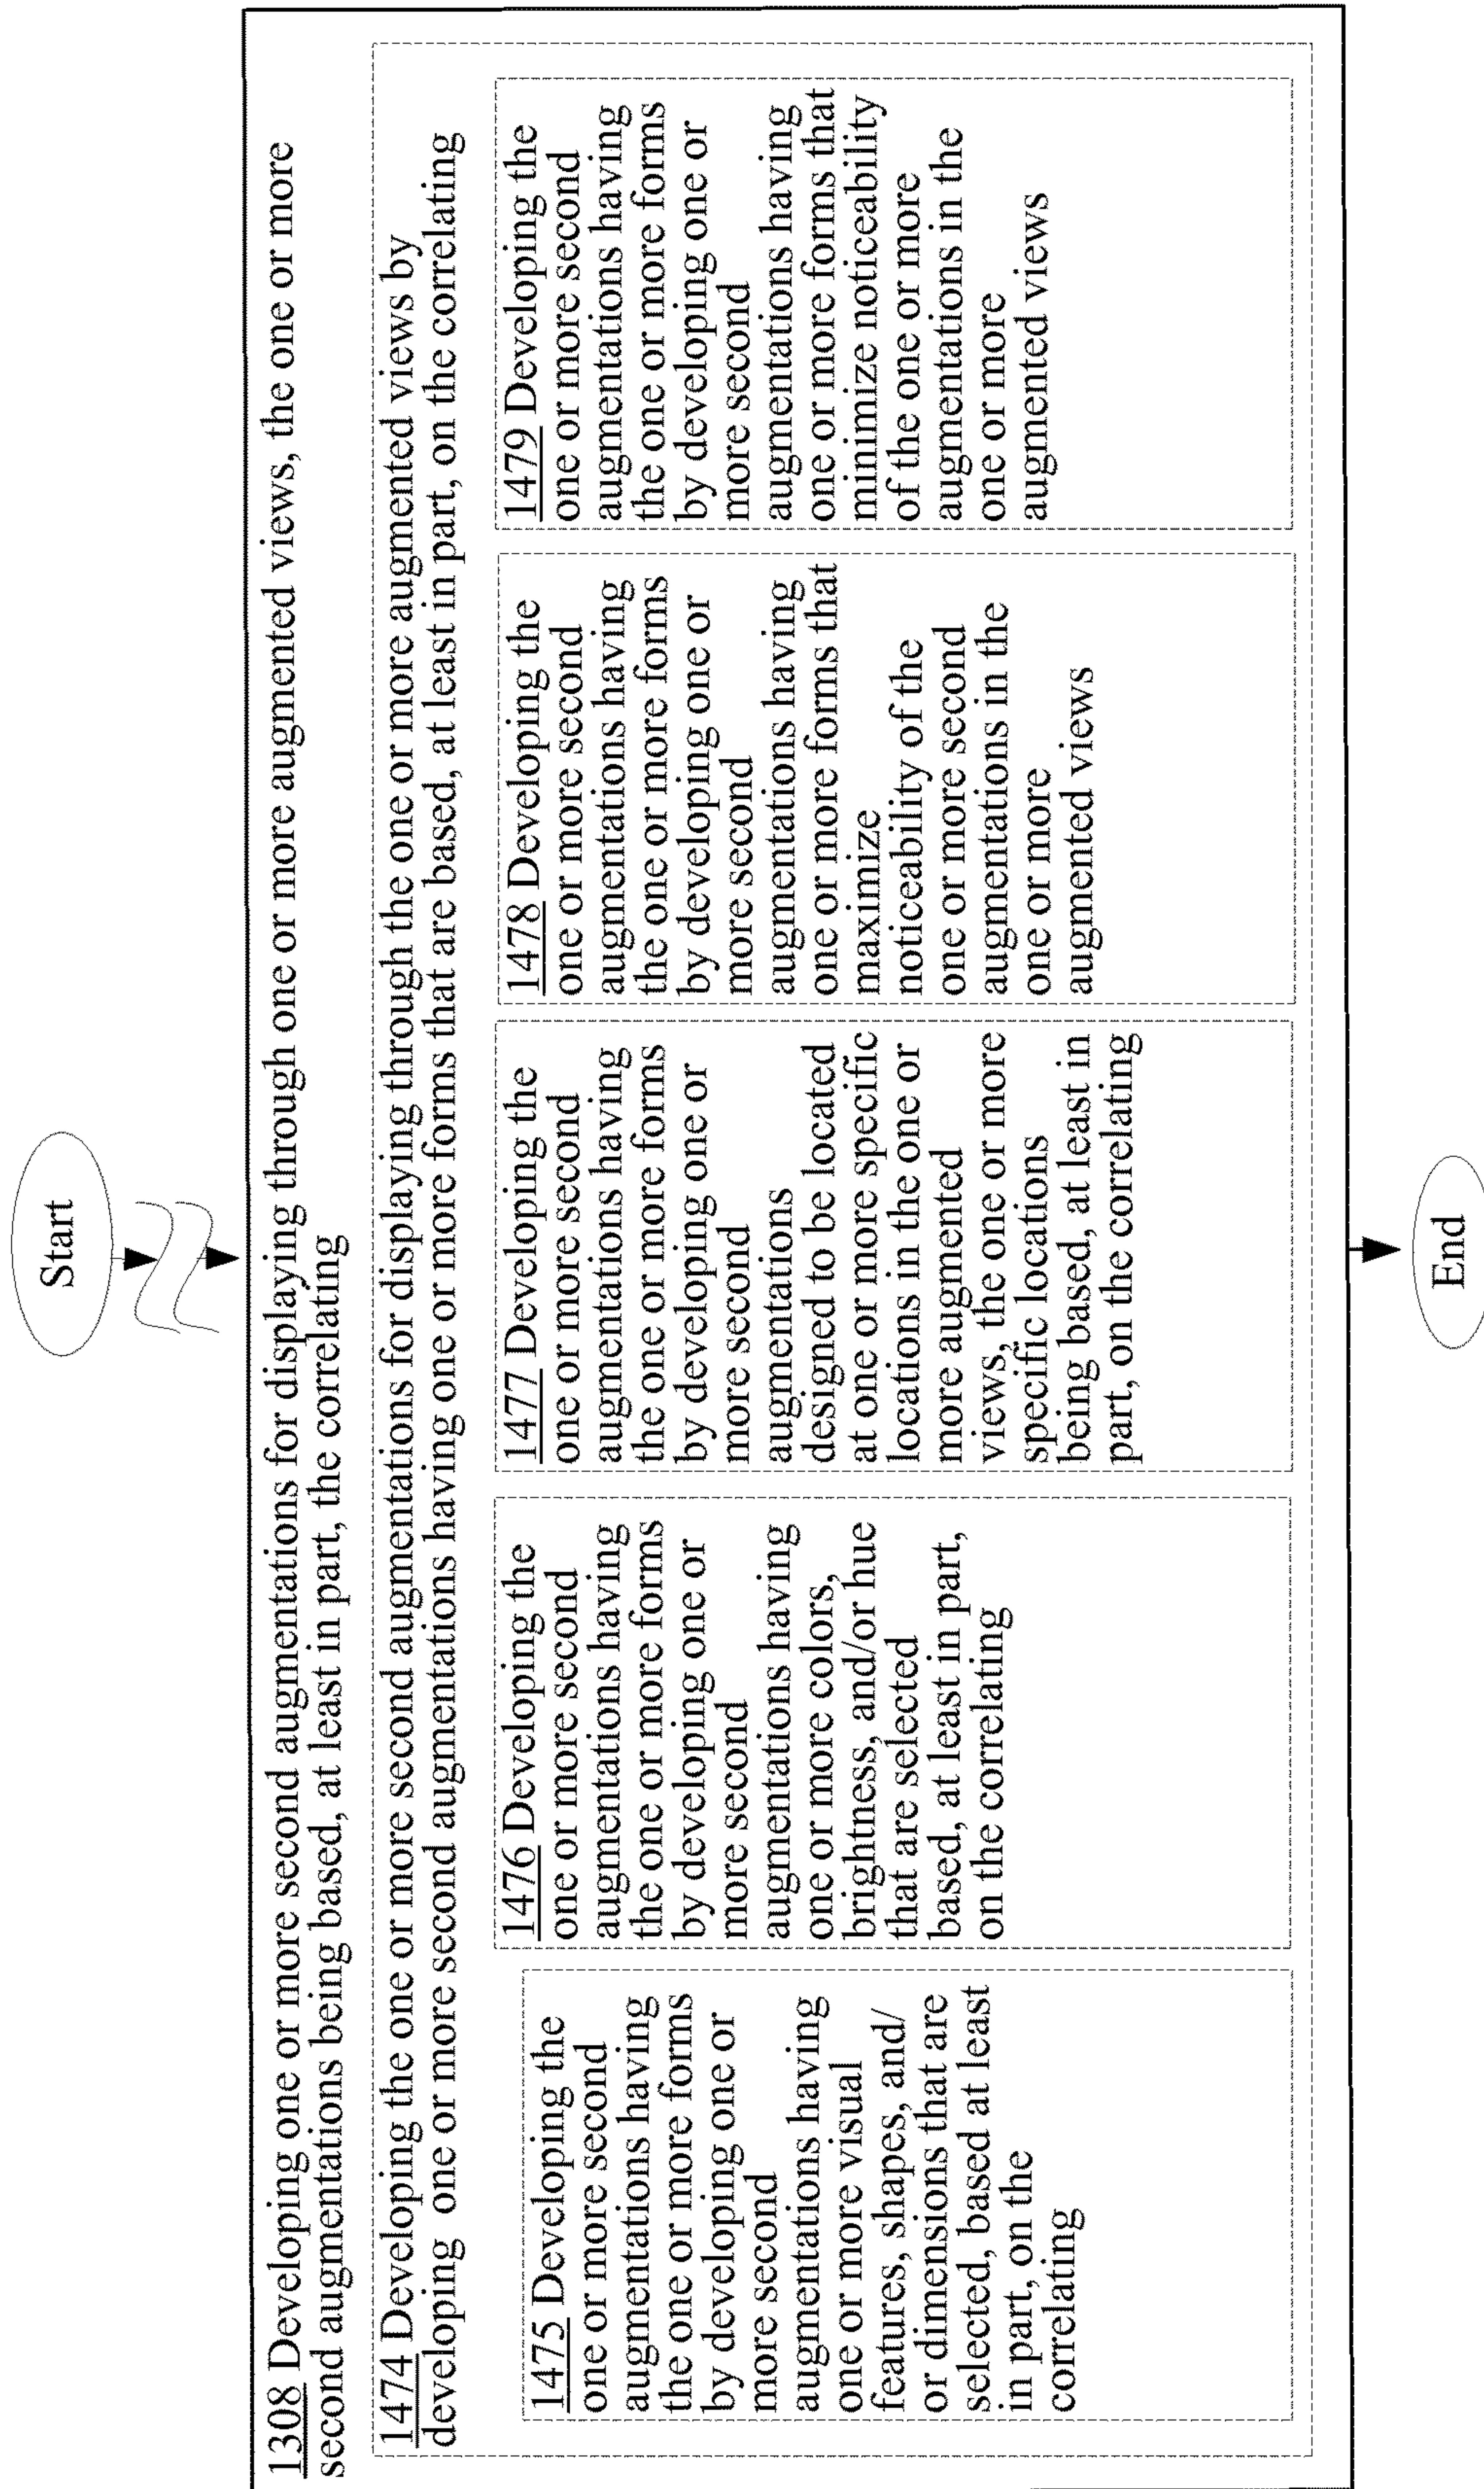 Start
1308 Developing one or more second augmentations for displaying through one or more augmented views, the one or more
second augmentations being based, at least in part, the correlating
1474 Developing the one or more second augmentations for displaying through the one or more augmented views by
developing one or more second augmentations having one or more forms that are based, at least in part, on the correlating
1475 Developing the
one or more second
augmentations having
the one or more forms
by developing one or
more second
augmentations having
one or more visual
features, shapes, and/
or dimensions that are
selected, based at least
in part, on the
correlating
1476 Developing the
one or more second
augmentations having
the one or more forms
by developing one or
more second
augmentations having
one or more colors,
brightness, and/or hue
that are selected
based, at least in part,
on the correlating
1477 Developing the
one or more second
augmentations having
the one or more forms
by developing one or
more second
augmentations
designed to be located
at one or more specific
locations in the one or
more augmented
views, the one or more
specific locations
being based, at least in
part, on the correlating
1478 Developing the
one or more second
augmentations having
the one or more forms
by developing one or
more second
augmentations having
one or more forms that
maximize
noticeability of the
one or more second
augmentations in the
one or more
augmented views
1479 Developing the
one or more second
augmentations having
the one or more forms
by developing one or
more second
augmentations having
one or more forms that
minimize noticeability
of the one or more
augmentations in the
one or more
augmented views
End